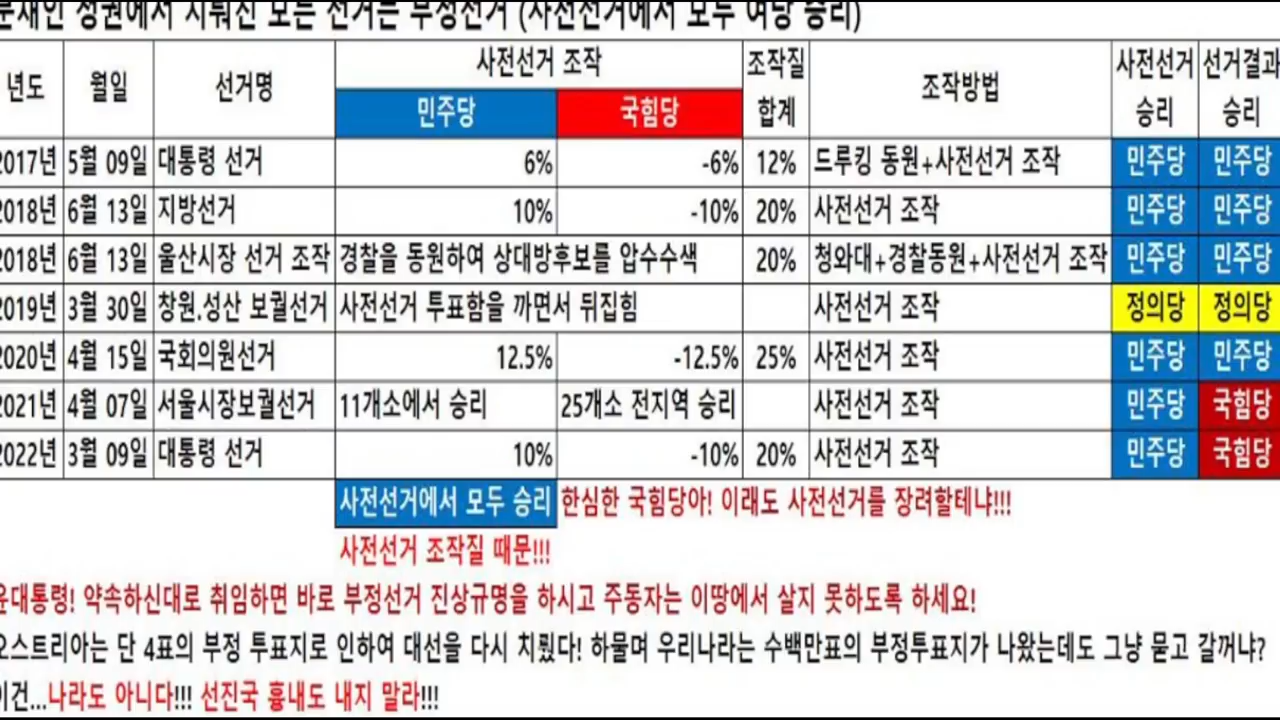 문재인 정권에서 치뤄진 모든 선거는 부정선거 (사전선거에서 모두 여당 승리)
년도 월일 선거명 사전선거 조작 조작질 합계 조작방법 사전선거 승리 선거결과 승리
민주당 국힘당
2017년 5월 09일 대통령 선거 6% -6% 12% 드루킹 동원+사전선거 조작 민주당 민주당
2018년 6월 13일 지방선거 10% -10% 20% 사전선거 조작 민주당 민주당
2018년 6월 13일 울산시장 선거 조작 경찰을 동원하여 상대방후보를 압수수색 20% 청와대+경찰동원+사전선거 조작 민주당 민주당
2019년 3월 30일 창원.성산 보궐선거 사전선거 투표함을 까면서 뒤집힘 사전선거 조작 정의당 정의당
2020년 4월 15일 국회의원선거 12.5% -12.5% 25% 사전선거 조작 민주당 민주당
2021년 4월 07일 서울시장보궐선거 11개소에서 승리 25개소 전지역 승리 사전선거 조작 민주당 국힘당
2022년 3월 09일 대통령 선거 10% -10% 20% 사전선거 조작 민주당 국힘당
사전선거에서 모두 승리 한심한 국힘당아! 이래도 사전선거를 장려할테냐!!!
사전선거 조작질 때문!!!
윤대통령! 약속하신대로 취임하면 바로 부정선거 진상규명을 하시고 주동자는 이땅에서 살지 못하도록 하세요!
오스트리아는 단 4표의 부정 투표지로 인하여 대선을 다시 치뤘다! 하물며 우리나라는 수백만표의 부정투표지가 나왔는데도 그냥 묻고 갈꺼냐?
이건...나라도 아니다!!! 선진국 흉내도 내지 말라!!!